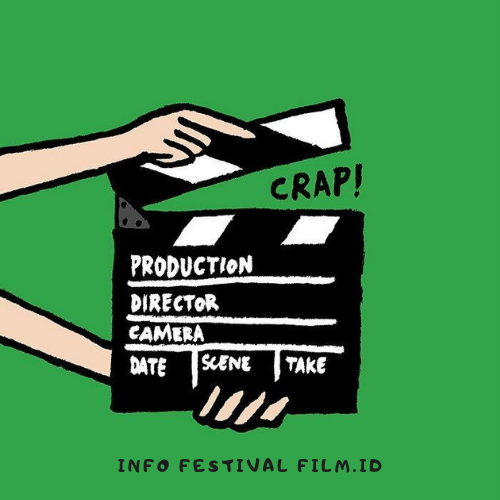 CRAP!
PRODUCTION
DIRECTOR
CAMERA
DATE SCENE TAKE
INFO FESTIVAL FILM.ID